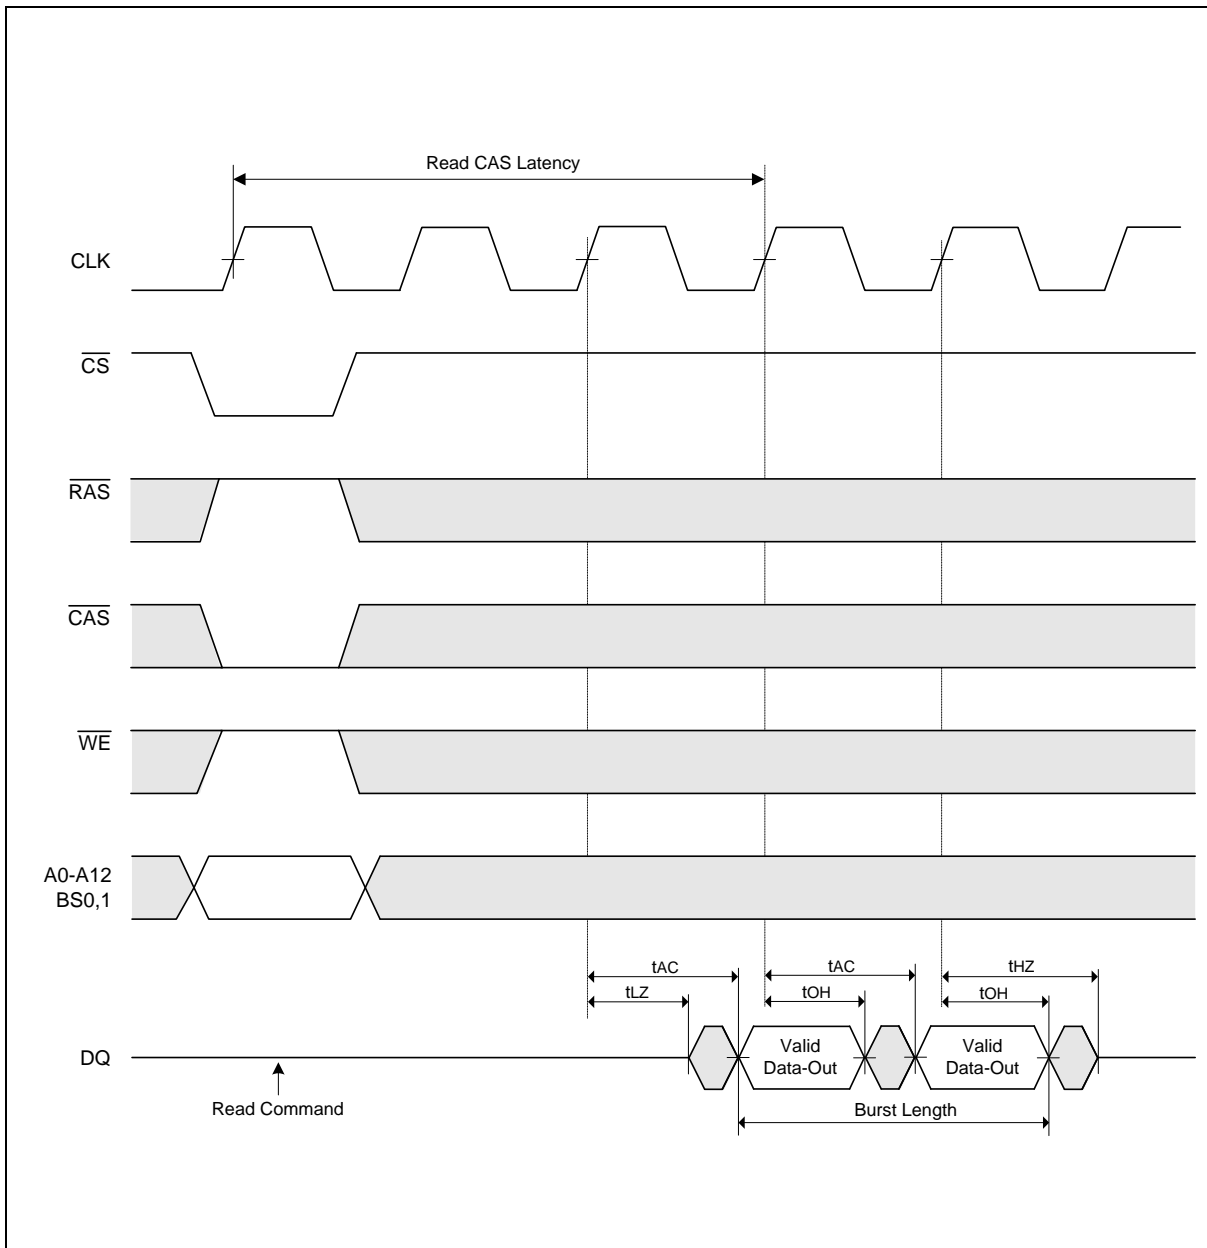 Read CAS Latency
CLK
CS
RAS
CAS
WE
A0-A12
BS0,1
tAC
tAC
tHZ
tLZ
tOH
tOH
DQ
Valid
Data-Out
Valid
Data-Out
Read Command
Burst Length